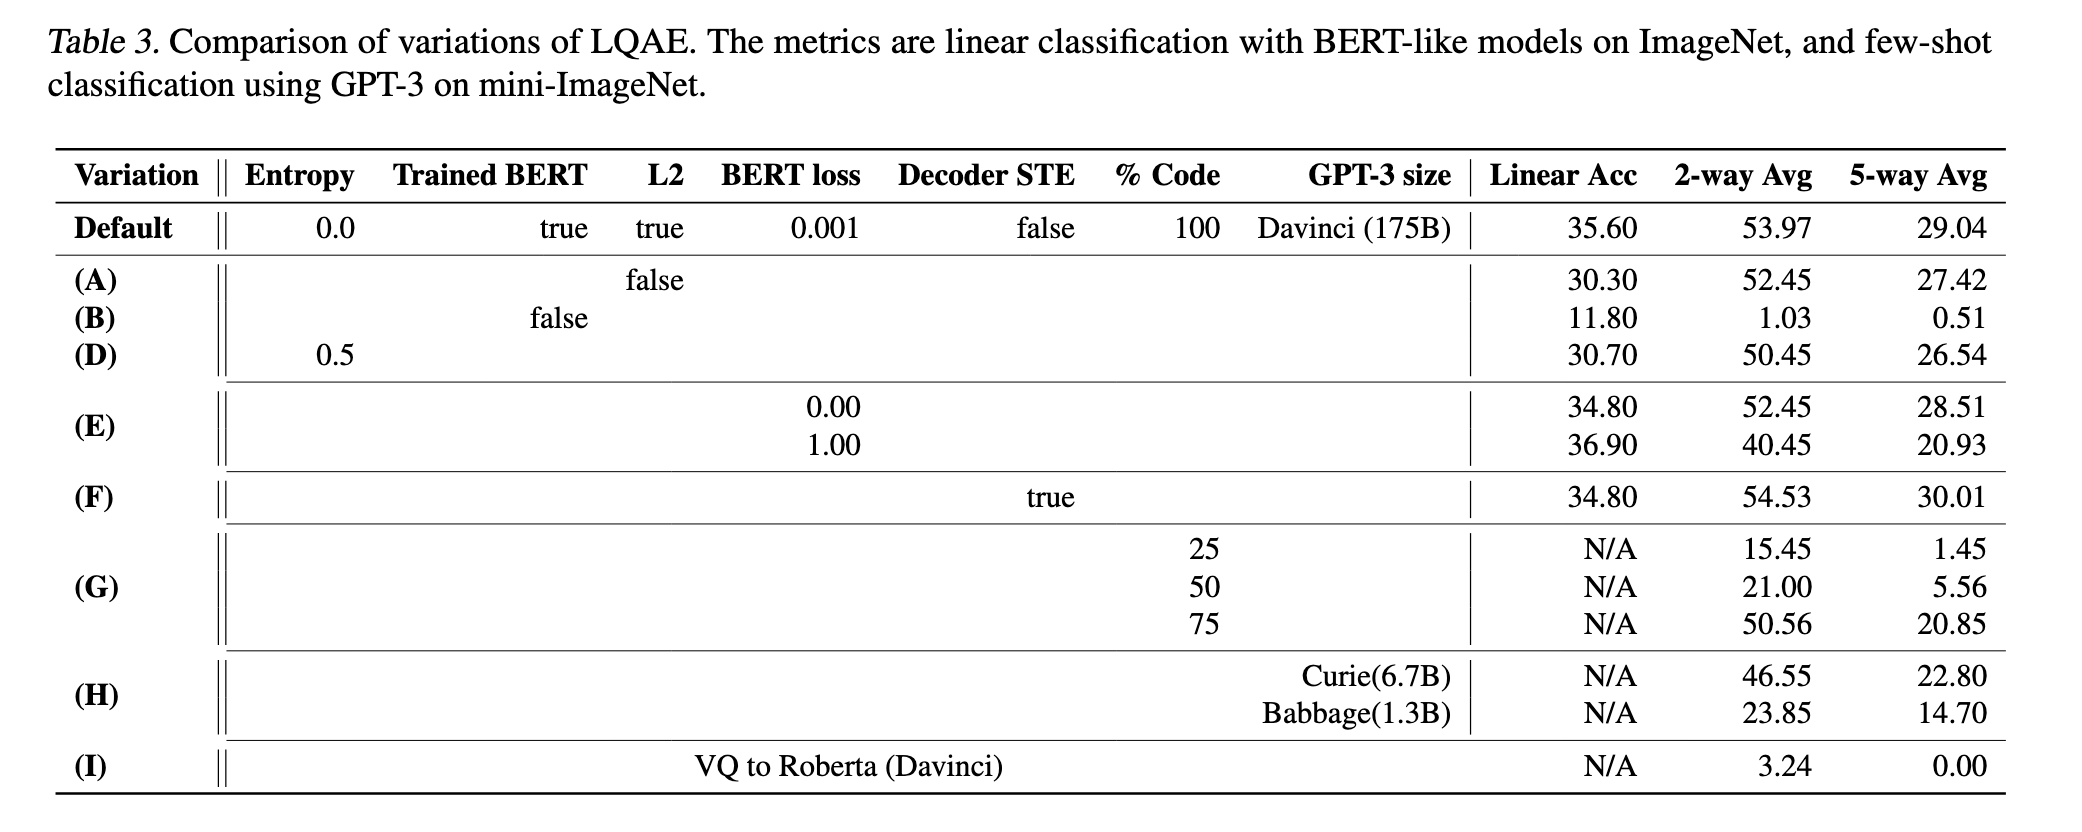 Table 3. Comparison of variations of LQAE. The metrics are linear classification with BERT-like models on ImageNet, and few-shot
classification using GPT-3 on mini-ImageNet.
Variation Entropy Trained BERT L2 BERT loss Decoder STE % Code GPT-3 size Linear Acc 2-way Avg 5-way Avg
Default 0.0 true true 0.001 false 100 Davinci (175B) 35.60 53.97 29.04
(A) false 30.30 52.45 27.42
(B) false 11.80 1.03 0.51
(D) 0.5 30.70 50.45 26.54
(E)
0.00 34.80 52.45 28.51
1.00 36.90 40.45 20.93
(F) true 34.80 54.53 30.01
(G)
25 N/A 15.45 1.45
50 N/A 21.00 5.56
75 N/A 50.56 20.85
(H)
Curie(6.7B) N/A 46.55 22.80
Babbage(1.3B) N/A 23.85 14.70
(I) VQ to Roberta (Davinci) N/A 3.24 0.00